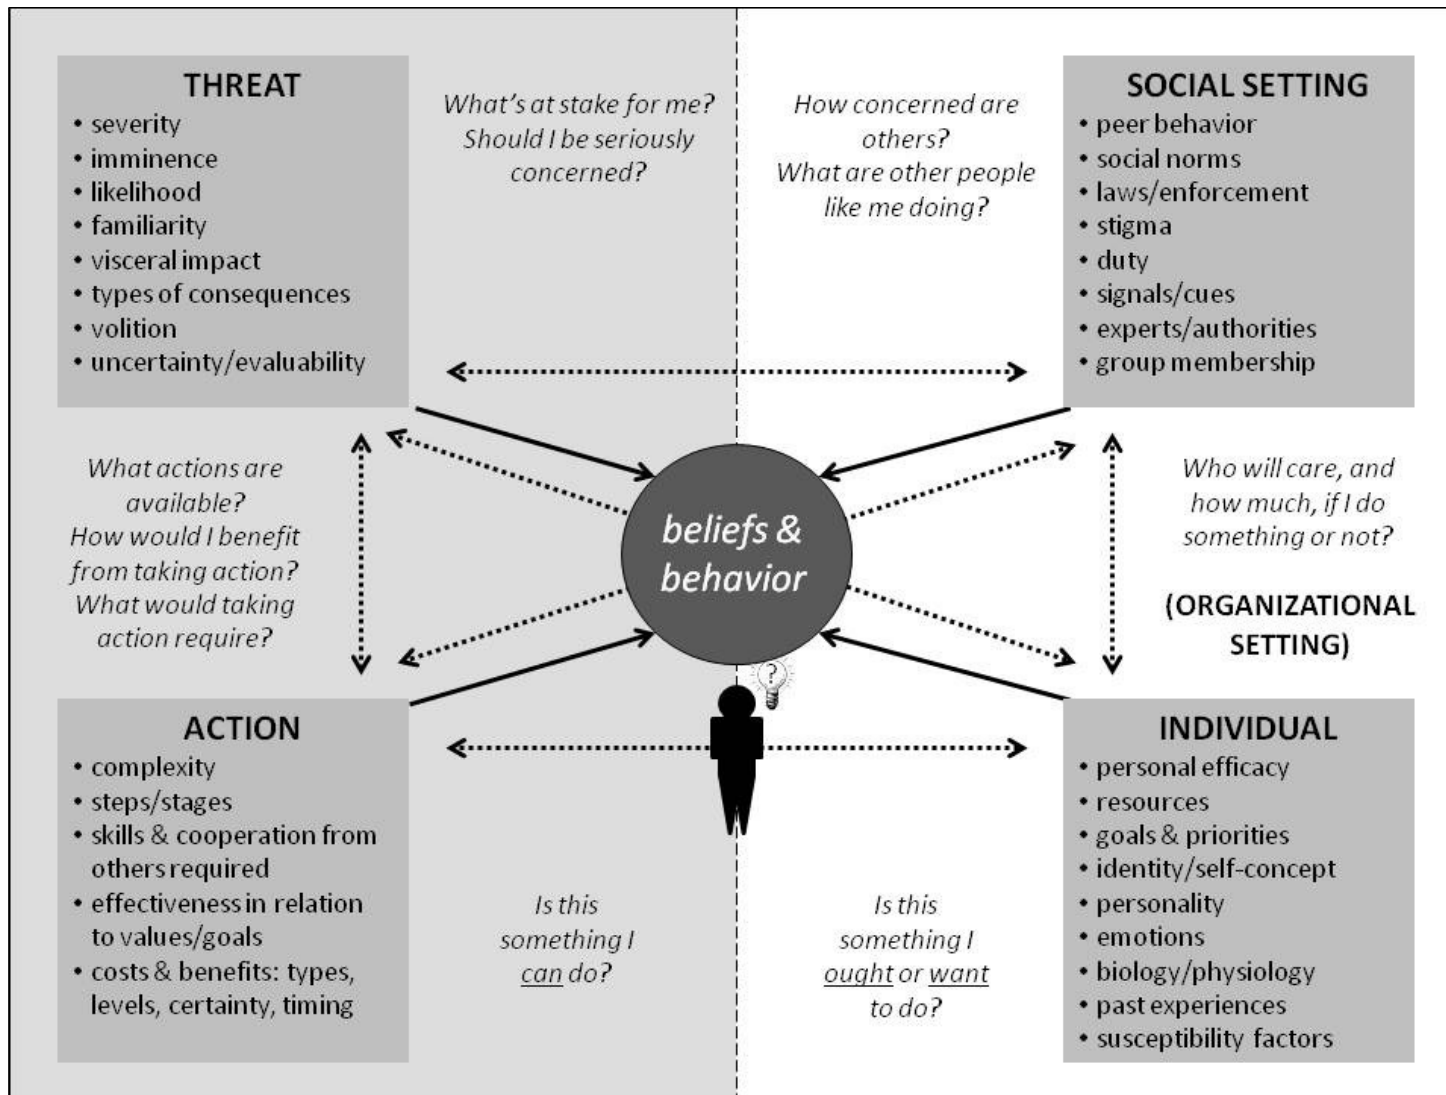 THREAT
• severity
• imminence
• likelihood
• familiarity
• visceral impact
• types of consequences
• volition
• uncertainty/evaluability
What's at stake for me?
Should I be seriously
concerned?
How concerned are
others?
What are other people
like me doing?
SOCIAL SETTING
• peer behavior
• social norms
• laws/enforcement
• stigma
• duty
• signals/cues
• experts/authorities
• group membership
What actions are
available?
How would I benefit
from taking action?
What would taking
action require?
beliefs &
behavior
Who will care, and
how much, if I do
something or not?
(ORGANIZATIONAL
SETTING)
?
ACTION
• complexity
• steps/stages
• skills & cooperation from
others required
• effectiveness in relation
to values/goals
• costs & benefits: types,
levels, certainty, timing
Is this
something I
can do?
Is this
something I
ought or want
to do?
INDIVIDUAL
• personal efficacy
• resources
• goals & priorities
• identity/self-concept
• personality
• emotions
• biology/physiology
• past experiences
• susceptibility factors